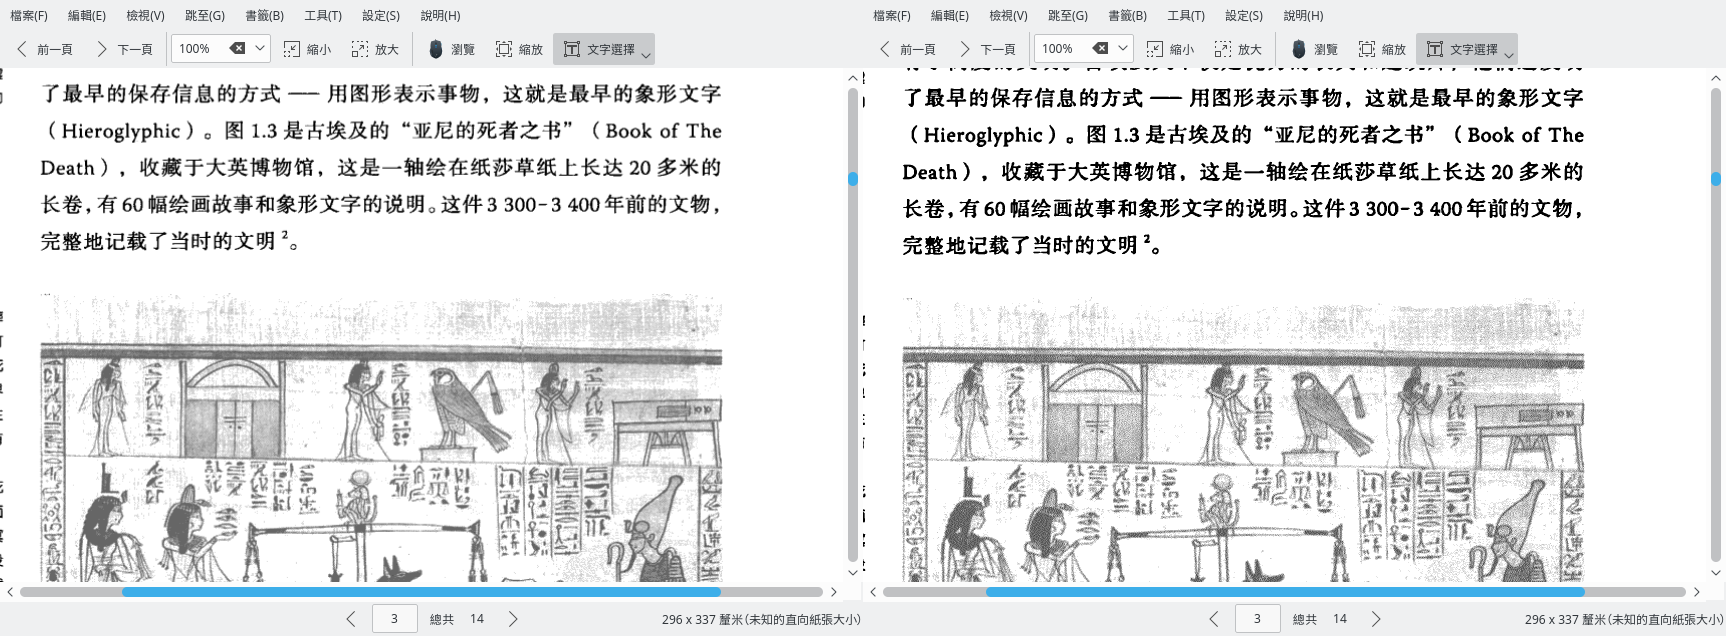 檔案(F) 編輯(E) 檢視(V) 跳至(G) 書籤(B) 工具(T) 設定(S) 說明(H)
前一頁 下一頁 100% 縮小 放大 瀏覽 縮放 文字選擇
了最早的保存信息的方式 —— 用图形表示事物，这就是最早的象形文字
（Hieroglyphic）。图 1.3 是古埃及的“亚尼的死者之书”（Book of The
Death），收藏于大英博物馆，这是一轴绘在纸莎草纸上长达 20 多米的
长卷，有 60 幅绘画故事和象形文字的说明。这件 3 300-3 400 年前的文物，
完整地记载了当时的文明 2。
3 總共 14 296 x 337 釐米(未知的直向紙張大小)
檔案(F) 編輯(E) 檢視(V) 跳至(G) 書籤(B) 工具(T) 設定(S) 說明(H)
前一頁 下一頁 100% 縮小 放大 瀏覽 縮放 文字選擇
了最早的保存信息的方式 —— 用图形表示事物，这就是最早的象形文字
（Hieroglyphic）。图 1.3 是古埃及的“亚尼的死者之书”（Book of The
Death），收藏于大英博物馆，这是一轴绘在纸莎草纸上长达 20 多米的
长卷，有 60 幅绘画故事和象形文字的说明。这件 3 300-3 400 年前的文物，
完整地记载了当时的文明 2。
3 總共 14 296 x 337 釐米(未知的直向紙張大小)